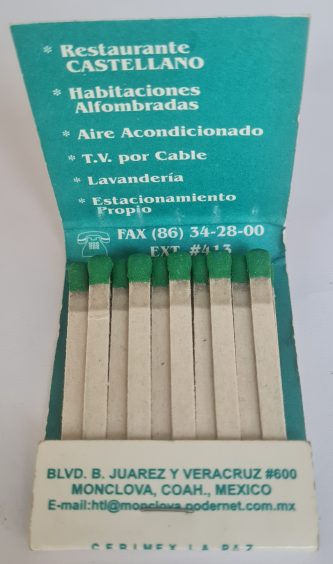 * Restaurante
CASTELLANO
* Habitaciones
Alfombradas
* Aire Acondicionado
* T.V. por Cable
* Lavandería
* Estacionamiento
Propio
FAX (86) 34-28-00
EXT. #413
BLVD. B. JUAREZ Y VERACRUZ #600
MONCLOVA, COAH., MEXICO
E-mail:htl@monclova.podernet.com.mx
CERIMEX LA PAZ